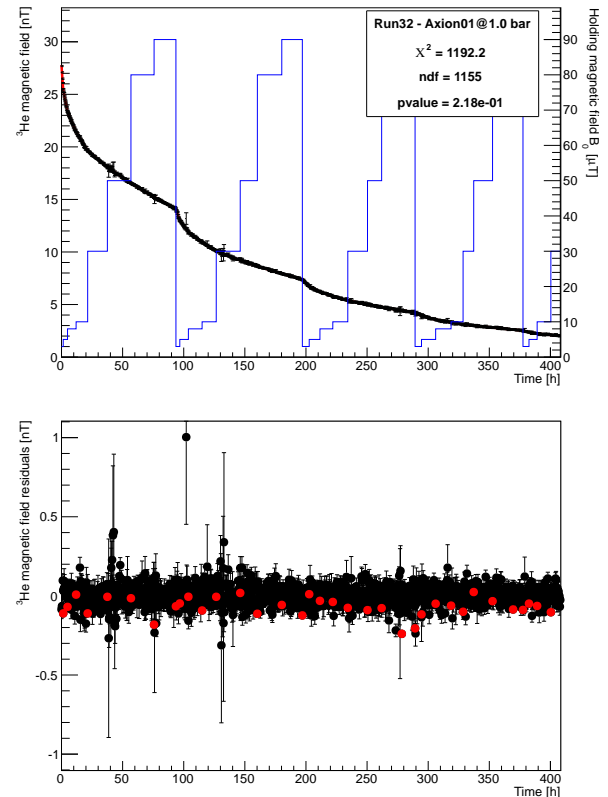 Run32 - Axion01@1.0 bar
Χ² = 1192.2
ndf = 1155
pvalue = 2.18e-01
³He magnetic field [nT]
30
25
20
15
10
5
0
Holding magnetic field B₀ [μT]
90
80
70
60
50
40
30
20
10
0
0 50 100 150 200 250 300 350 400
Time [h]
³He magnetic field residuals [nT]
1
0.5
0
-0.5
-1
0 50 100 150 200 250 300 350 400
Time [h]